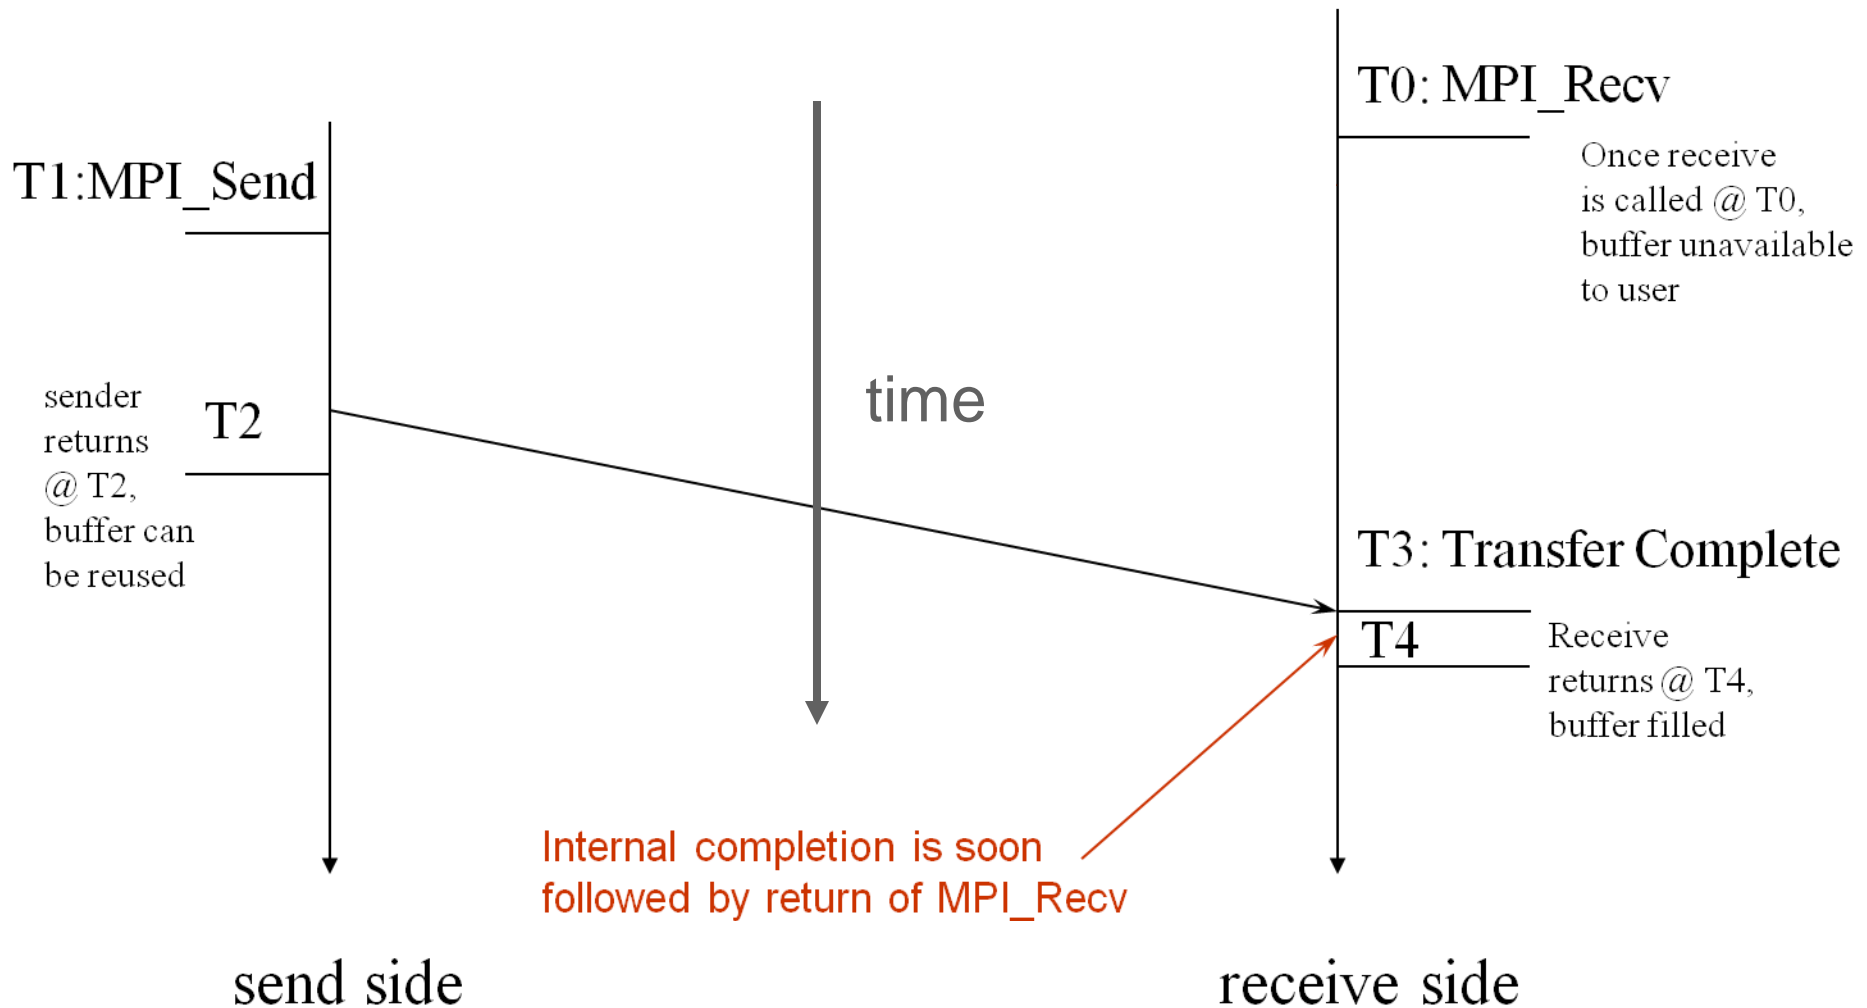 T0: MPI_Recv
Once receive
is called @ T0,
buffer unavailable
to user
T1:MPI_Send
sender
returns
@ T2,
buffer can
be reused
T2
time
T3: Transfer Complete
T4
Receive
returns @ T4,
buffer filled
Internal completion is soon
followed by return of MPI_Recv
send side
receive side